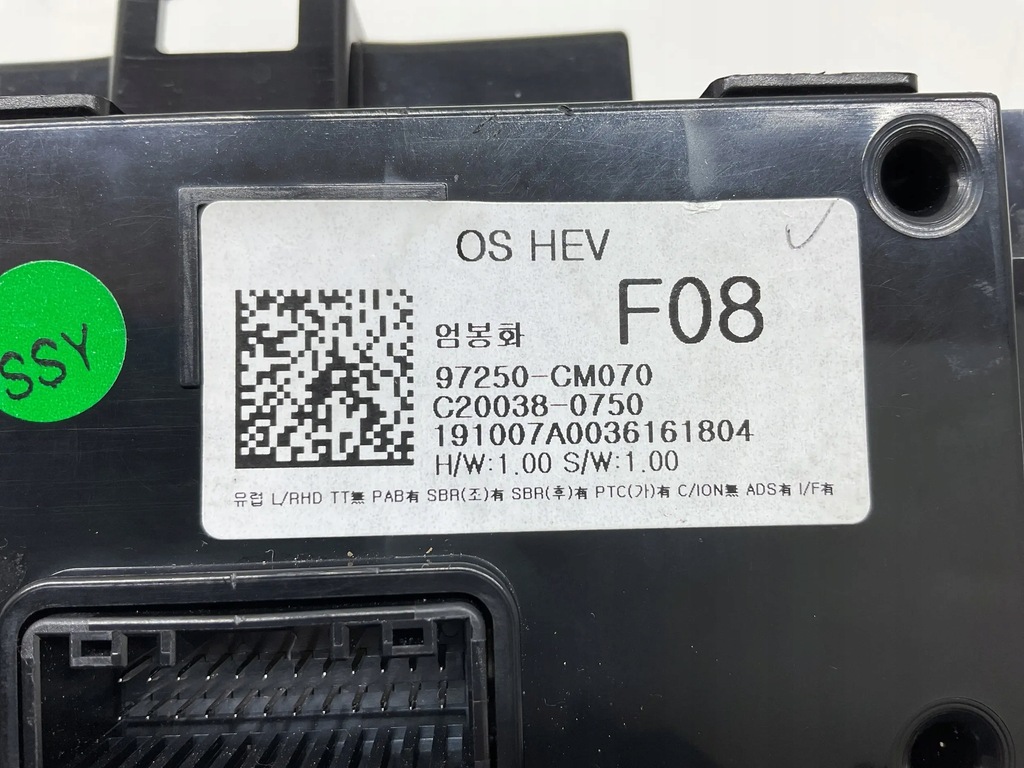 OS HEV
F08
엄봉화
97250-CM070
C20038-0750
191007A0036161804
H/W:1.00 S/W:1.00
유럽 L/RHD TT無 PAB有 SBR(조)有 SBR(후)有 PTC(가)有 C/ION無 ADS有 I/F有
SSY